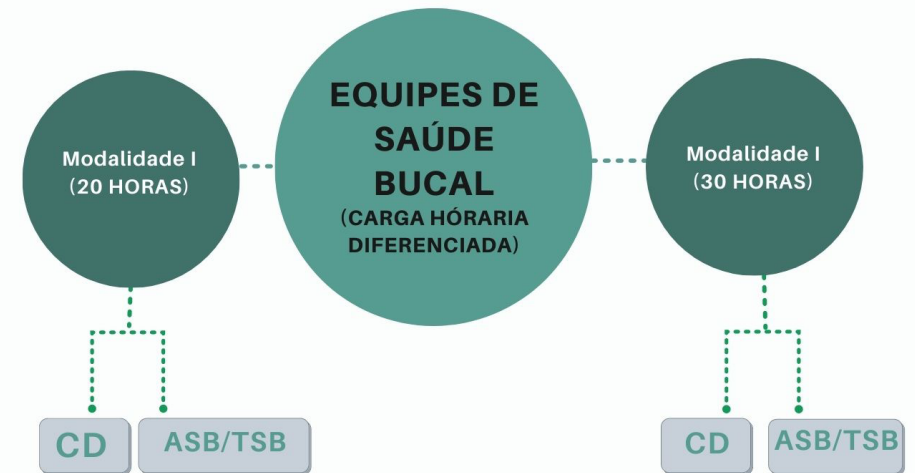 EQUIPES DE
SAÚDE
BUCAL
(CARGA HÓRARIA
DIFERENCIADA)
Modalidade I
(20 HORAS)
CD
ASB/TSB
Modalidade I
(30 HORAS)
CD
ASB/TSB